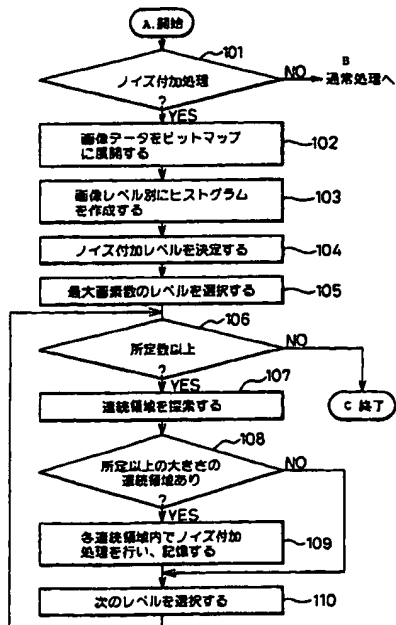 A. 開始
101
ノイズ付加処理
?
NO
B
通常処理へ
YES
画像データをビットマップ
に展開する
102
画像レベル別にヒストグラム
を作成する
103
ノイズ付加レベルを決定する
104
最大画素数のレベルを選択する
105
106
所定数以上
?
NO
YES
107
C 終了
連続領域を探索する
108
所定以上の大きさの
連続領域あり
?
NO
YES
各連続領域内でノイズ付加
処理を行い、記憶する
109
次のレベルを選択する
110